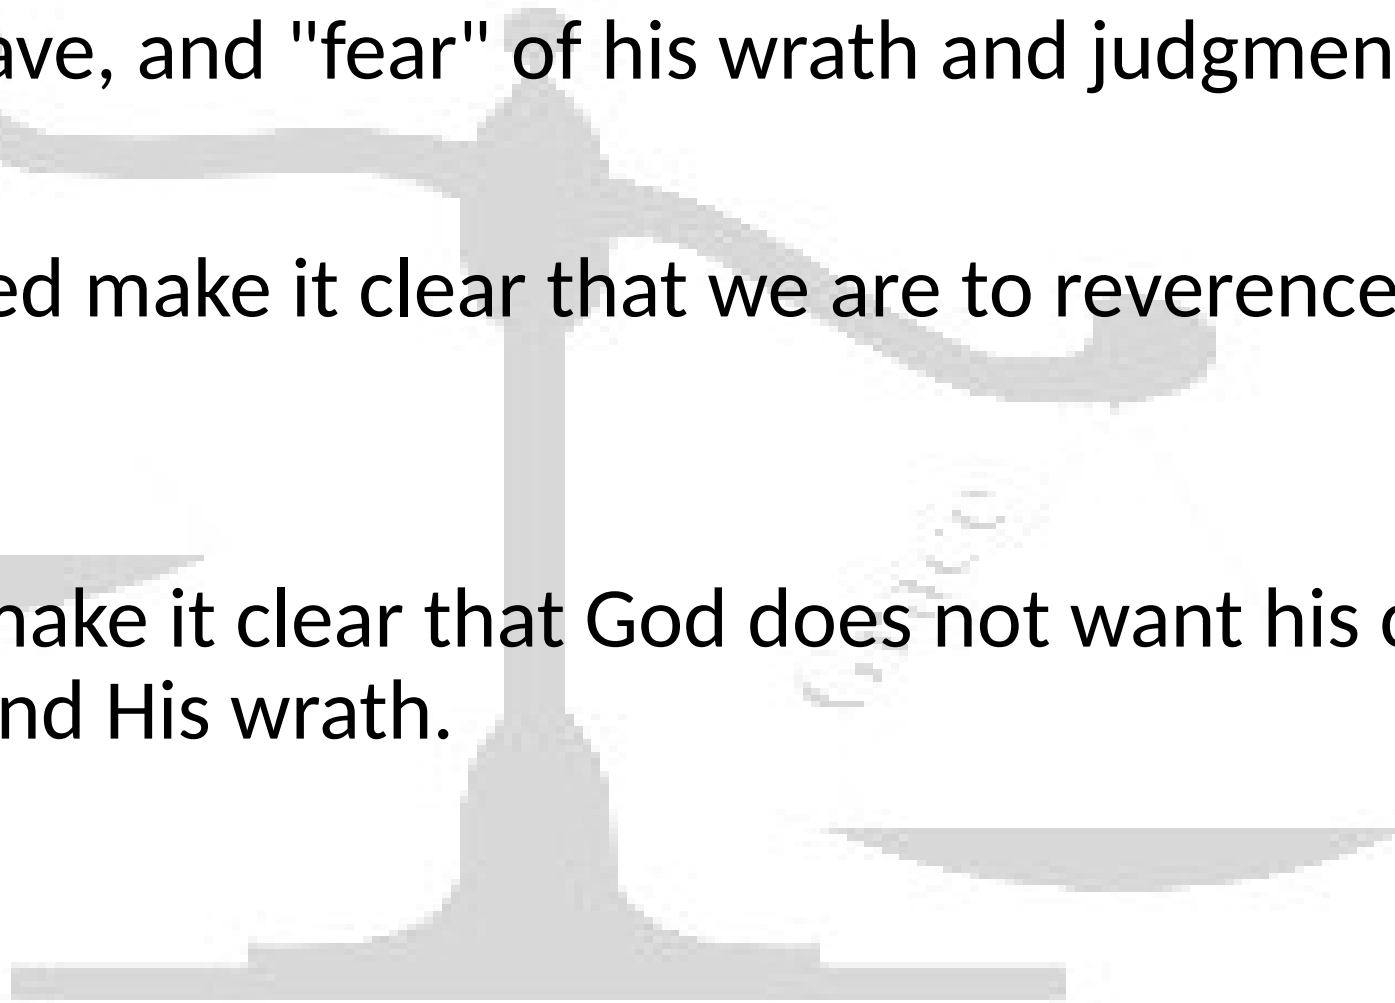 ave, and "fear" of his wrath and judgmen
ed make it clear that we are to reverence
make it clear that God does not want his
nd His wrath.